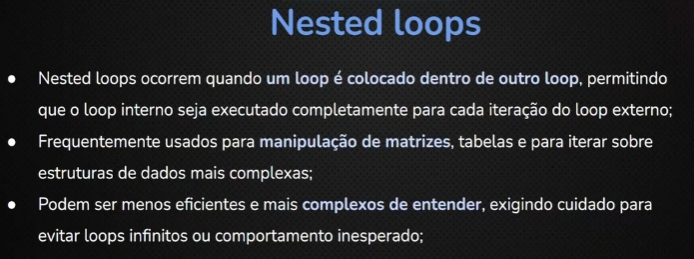 Nested loops
● Nested loops ocorrem quando um loop é colocado dentro de outro loop, permitindo
que o loop interno seja executado completamente para cada iteração do loop externo;
● Frequentemente usados para manipulação de matrizes, tabelas e para iterar sobre
estruturas de dados mais complexas;
● Podem ser menos eficientes e mais complexos de entender, exigindo cuidado para
evitar loops infinitos ou comportamento inesperado;